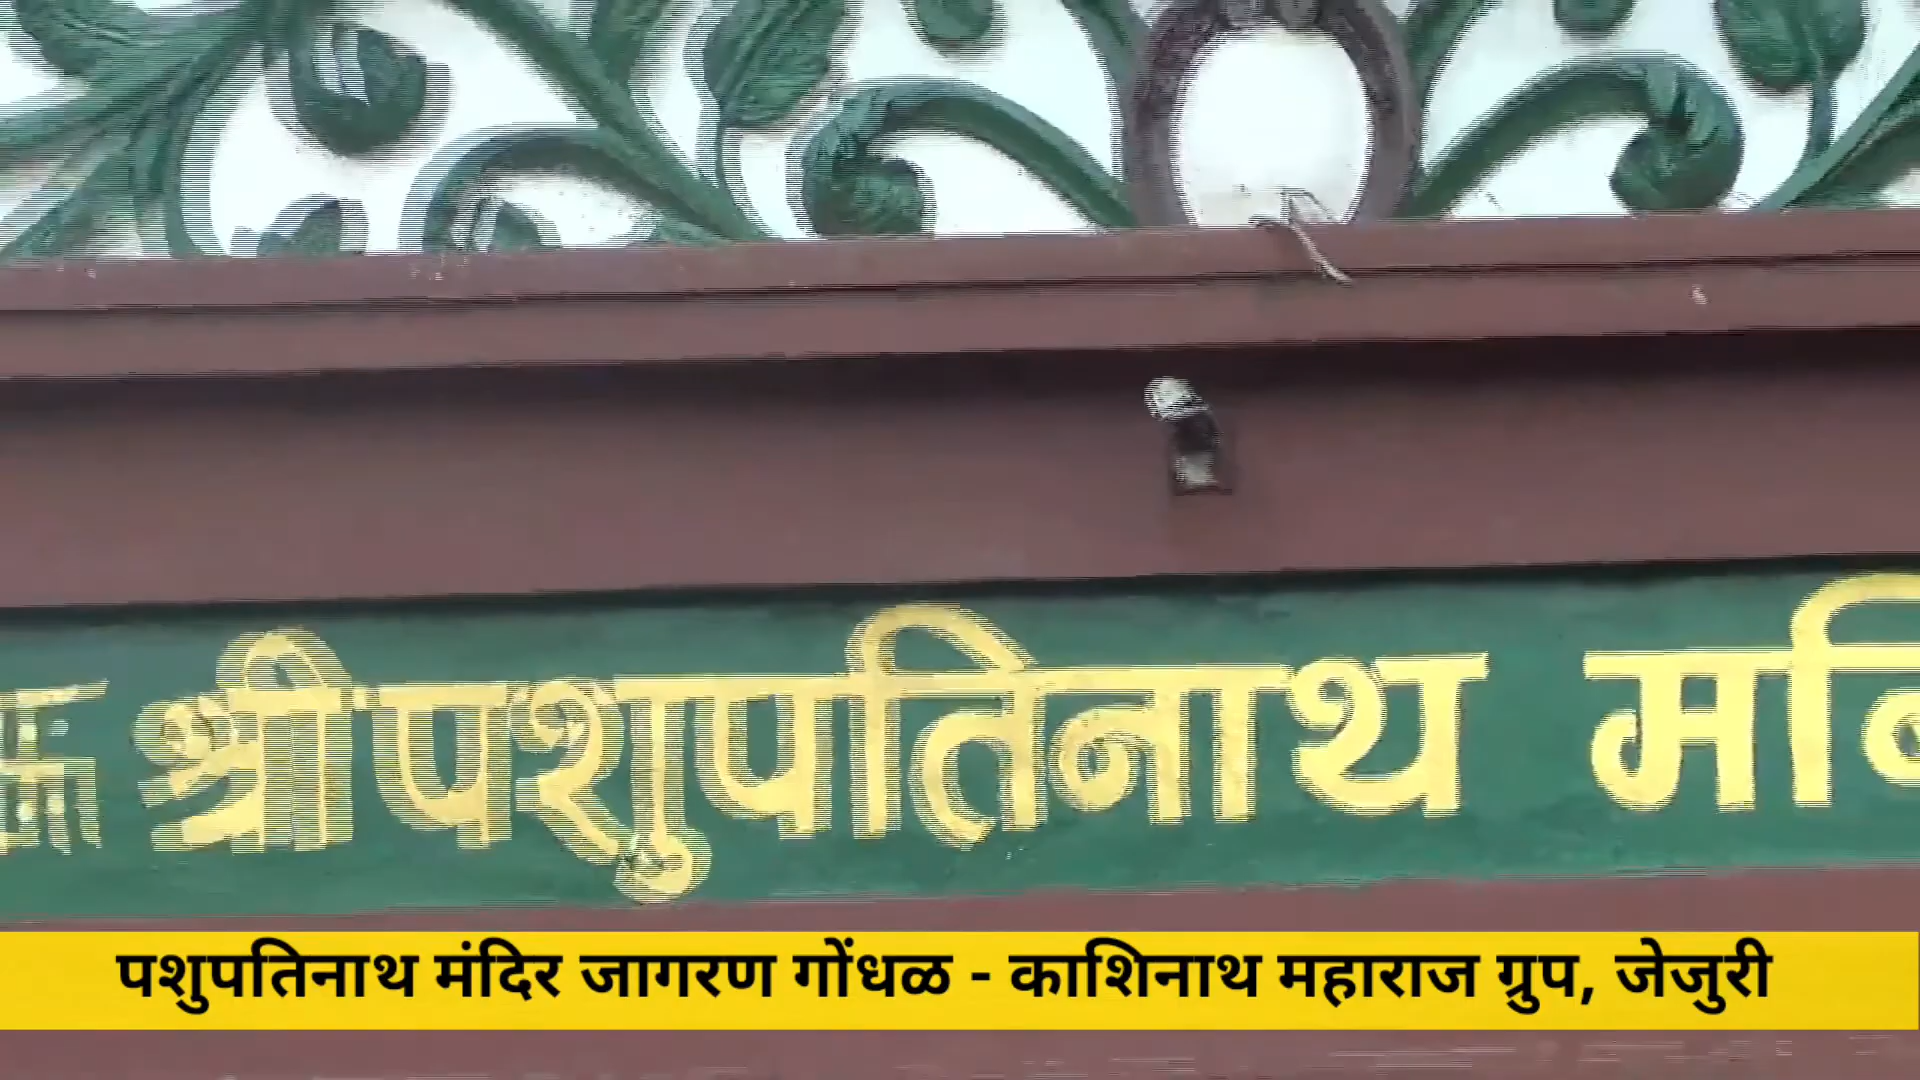 श्री पशुपतिनाथ
पशुपतिनाथ मंदिर जागरण गोंधळ - काशिनाथ महाराज ग्रुप, जेजुरी